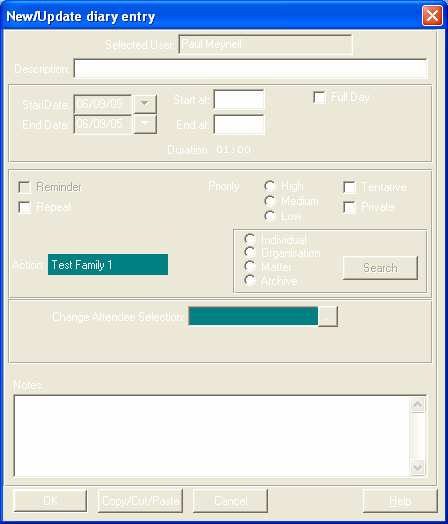 New/Update diary entry
Selected User: Paul Meynell
Description:
StartDate: 06/09/05 Start at: Full Day
End Date: 06/09/05 End at:
Duration: 01:00
Reminder Priority High Tentative
Repeat Medium Private
Low
Individual
Organisation
Action: Test Family 1 Matter Search
Archive
Change Attendee Selection: ...
Notes:
OK Copy/Cut/Paste Cancel Help